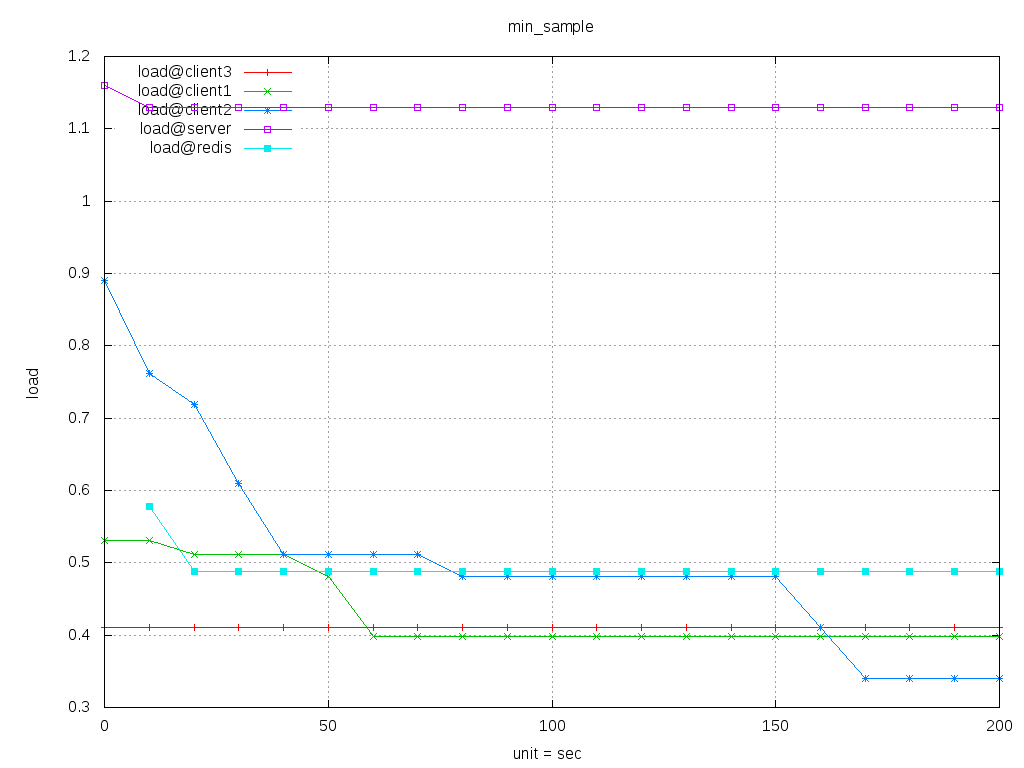 min_sample
1.2
load@client3
load@client1
load@client2
1.1
load@server
load@redis
1
0.9
0.8
0.7
0.6
0.5
0.4
0.3
load
0 50 100 150 200
unit = sec